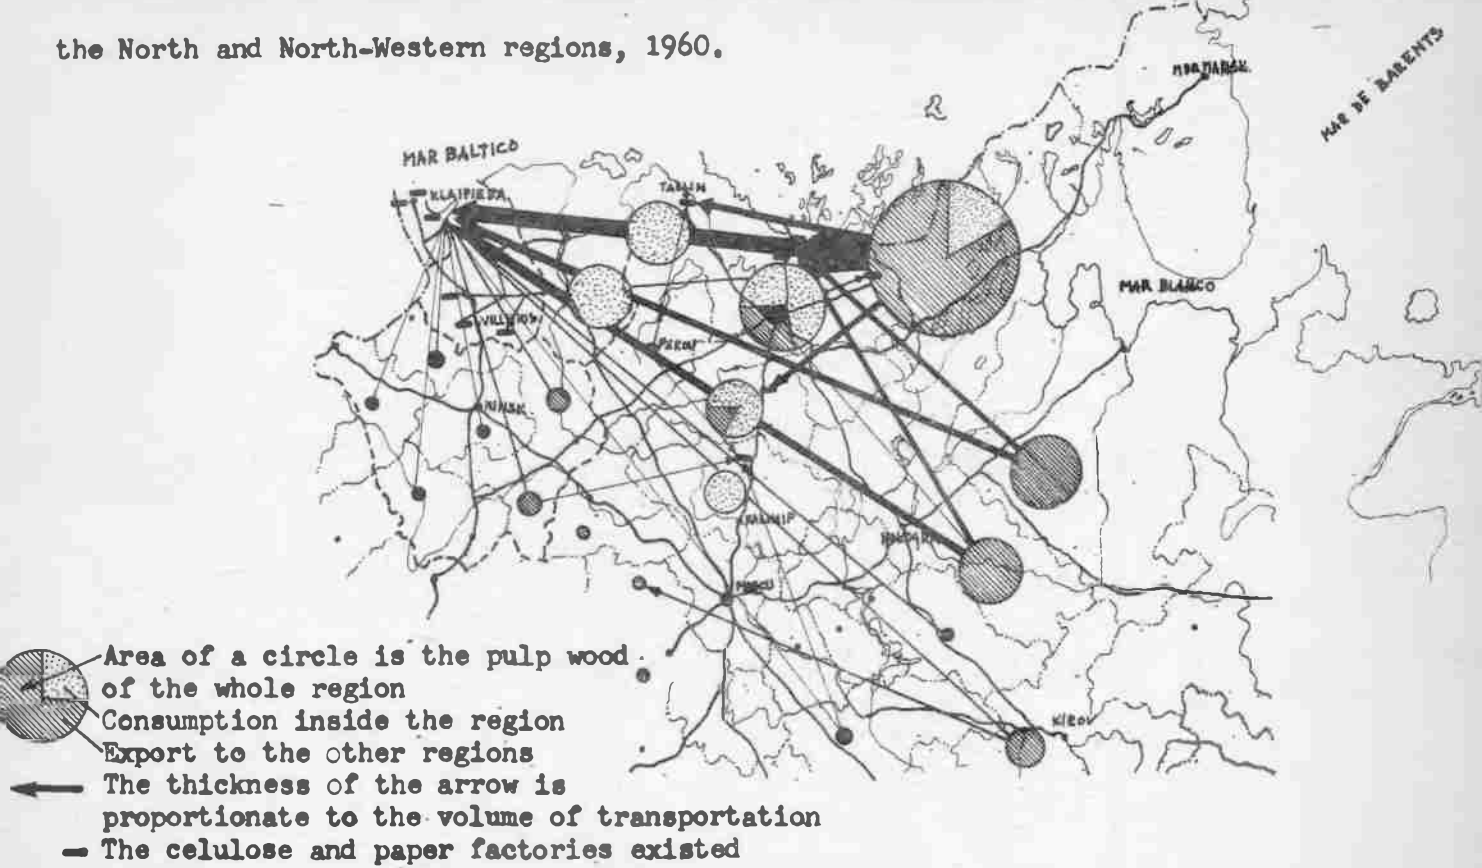 the North and North-Western regions, 1960.
MAR DE BARENTS
MAR BALTICO
KLAIPIEDA
TALLIN
MAR BLANCO
MINSK
MOSCU
KIROV
Area of a circle is the pulp wood
of the whole region
Consumption inside the region
Export to the other regions
The thickness of the arrow is
proportionate to the volume of transportation
The celulose and paper factories existed